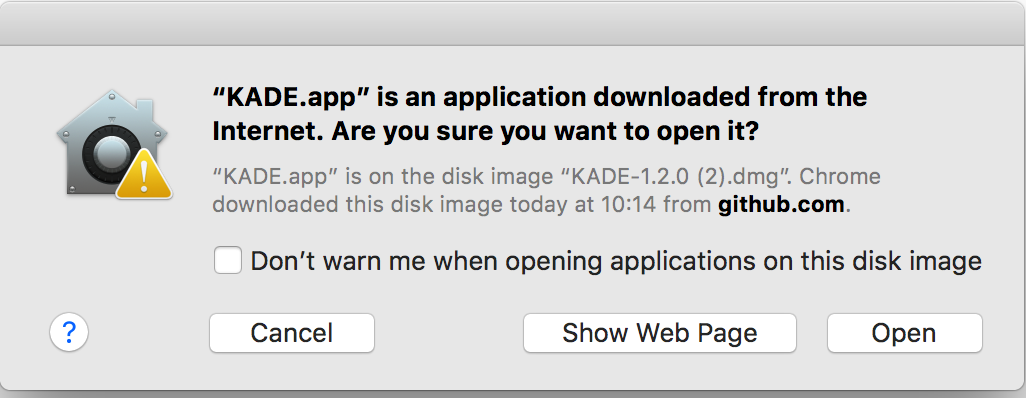 “KADE.app” is an application downloaded from the
Internet. Are you sure you want to open it?
“KADE.app” is on the disk image “KADE-1.2.0 (2).dmg”. Chrome
downloaded this disk image today at 10:14 from github.com.
Don’t warn me when opening applications on this disk image
?
Cancel
Show Web Page
Open